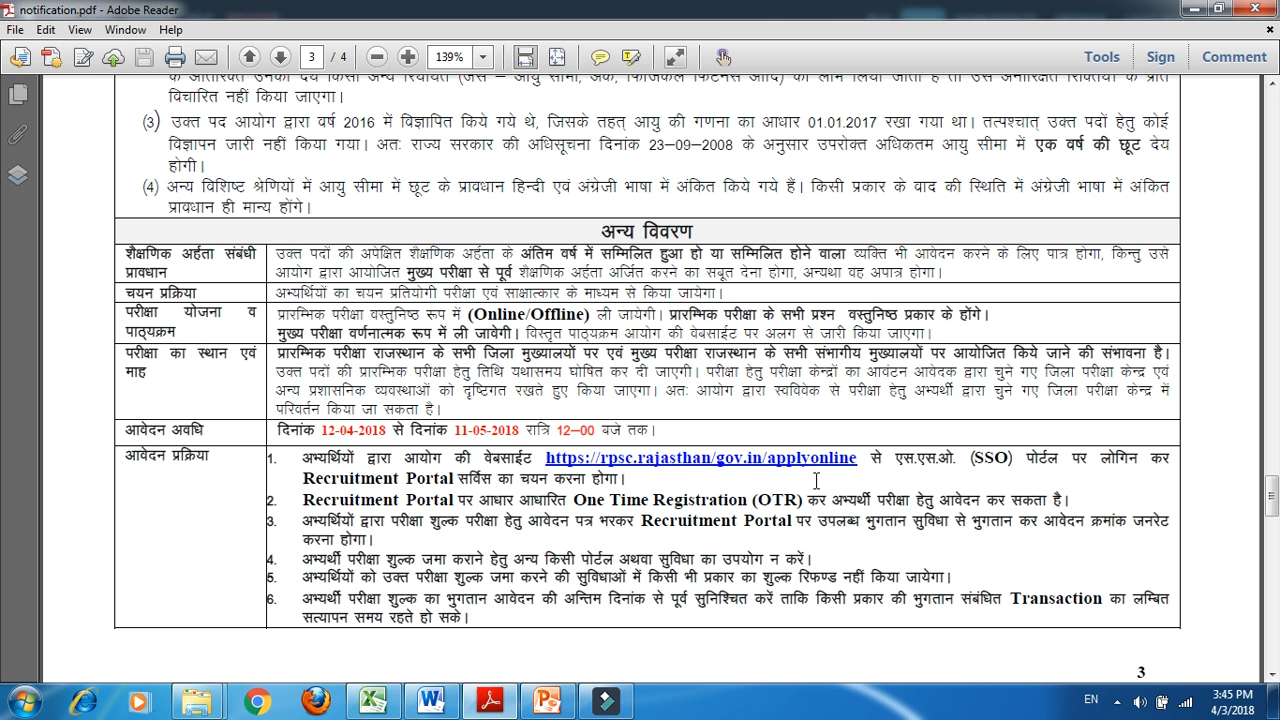 notification.pdf - Adobe Reader
File Edit View Window Help
3 / 4 139% Tools Sign Comment
के अतिरिक्त उनको देय किसी अन्य रियायत (जैसे – आयु सीमा, अंक, फिजिकल फिटनेस आदि) का लाभ लिया जाता है तो उसे अनारक्षित रिक्तियों के प्रति
विचारित नहीं किया जाएगा।
(3) उक्त पद आयोग द्वारा वर्ष 2016 में विज्ञापित किये गये थे, जिसके तहत् आयु की गणना का आधार 01.01.2017 रखा गया था। तत्पश्चात् उक्त पदों हेतु कोई
विज्ञापन जारी नहीं किया गया। अतः राज्य सरकार की अधिसूचना दिनांक 23–09–2008 के अनुसार उपरोक्त अधिकतम आयु सीमा में एक वर्ष की छूट देय
होगी।
(4) अन्य विशिष्ट श्रेणियों में आयु सीमा में छूट के प्रावधान हिन्दी एवं अंग्रेजी भाषा में अंकित किये गये हैं। किसी प्रकार के वाद की स्थिति में अंग्रेजी भाषा में अंकित
प्रावधान ही मान्य होंगे।
अन्य विवरण
शैक्षणिक अर्हता संबंधी उक्त पदों की अपेक्षित शैक्षणिक अर्हता के अंतिम वर्ष में सम्मिलित हुआ हो या सम्मिलित होने वाला व्यक्ति भी आवेदन करने के लिए पात्र होगा, किन्तु उसे
प्रावधान आयोग द्वारा आयोजित मुख्य परीक्षा से पूर्व शैक्षणिक अर्हता अर्जित करने का सबूत देना होगा, अन्यथा वह अपात्र होगा।
चयन प्रक्रिया अभ्यर्थियों का चयन प्रतियोगी परीक्षा एवं साक्षात्कार के माध्यम से किया जायेगा।
परीक्षा योजना व प्रारम्भिक परीक्षा वस्तुनिष्ठ रूप में (Online/Offline) ली जायेगी। प्रारम्भिक परीक्षा के सभी प्रश्न वस्तुनिष्ठ प्रकार के होंगे।
पाठ्यक्रम मुख्य परीक्षा वर्णनात्मक रूप में ली जावेगी। विस्तृत पाठ्यक्रम आयोग की वेबसाईट पर अलग से जारी किया जाएगा।
परीक्षा का स्थान एवं प्रारम्भिक परीक्षा राजस्थान के सभी जिला मुख्यालयों पर एवं मुख्य परीक्षा राजस्थान के सभी संभागीय मुख्यालयों पर आयोजित किये जाने की संभावना है।
माह उक्त पदों की प्रारम्भिक परीक्षा हेतु तिथि यथासमय घोषित कर दी जाएगी। परीक्षा हेतु परीक्षा केन्द्रों का आवंटन आवेदक द्वारा चुने गए जिला परीक्षा केन्द्र एवं
अन्य प्रशासनिक व्यवस्थाओं को दृष्टिगत रखते हुए किया जाएगा। अतः आयोग द्वारा स्वविवेक से परीक्षा हेतु अभ्यर्थी द्वारा चुने गए जिला परीक्षा केन्द्र में
परिवर्तन किया जा सकता है।
आवेदन अवधि दिनांक 12-04-2018 से दिनांक 11-05-2018 रात्रि 12–00 बजे तक।
आवेदन प्रक्रिया 1. अभ्यर्थियों द्वारा आयोग की वेबसाईट https://rpsc.rajasthan/gov.in/applyonline से एस.एस.ओ. (SSO) पोर्टल पर लोगिन कर
Recruitment Portal सर्विस का चयन करना होगा।
2. Recruitment Portal पर आधार आधारित One Time Registration (OTR) कर अभ्यर्थी परीक्षा हेतु आवेदन कर सकता है।
3. अभ्यर्थियों द्वारा परीक्षा शुल्क परीक्षा हेतु आवेदन पत्र भरकर Recruitment Portal पर उपलब्ध भुगतान सुविधा से भुगतान कर आवेदन क्रमांक जनरेट
करना होगा।
4. अभ्यर्थी परीक्षा शुल्क जमा कराने हेतु अन्य किसी पोर्टल अथवा सुविधा का उपयोग न करें।
5. अभ्यर्थियों को उक्त परीक्षा शुल्क जमा करने की सुविधाओं में किसी भी प्रकार का शुल्क रिफण्ड नहीं किया जायेगा।
6. अभ्यर्थी परीक्षा शुल्क का भुगतान आवेदन की अन्तिम दिनांक से पूर्व सुनिश्चित करें ताकि किसी प्रकार की भुगतान संबंधित Transaction का लम्बित
सत्यापन समय रहते हो सके।
3
EN 3:45 PM
4/3/2018